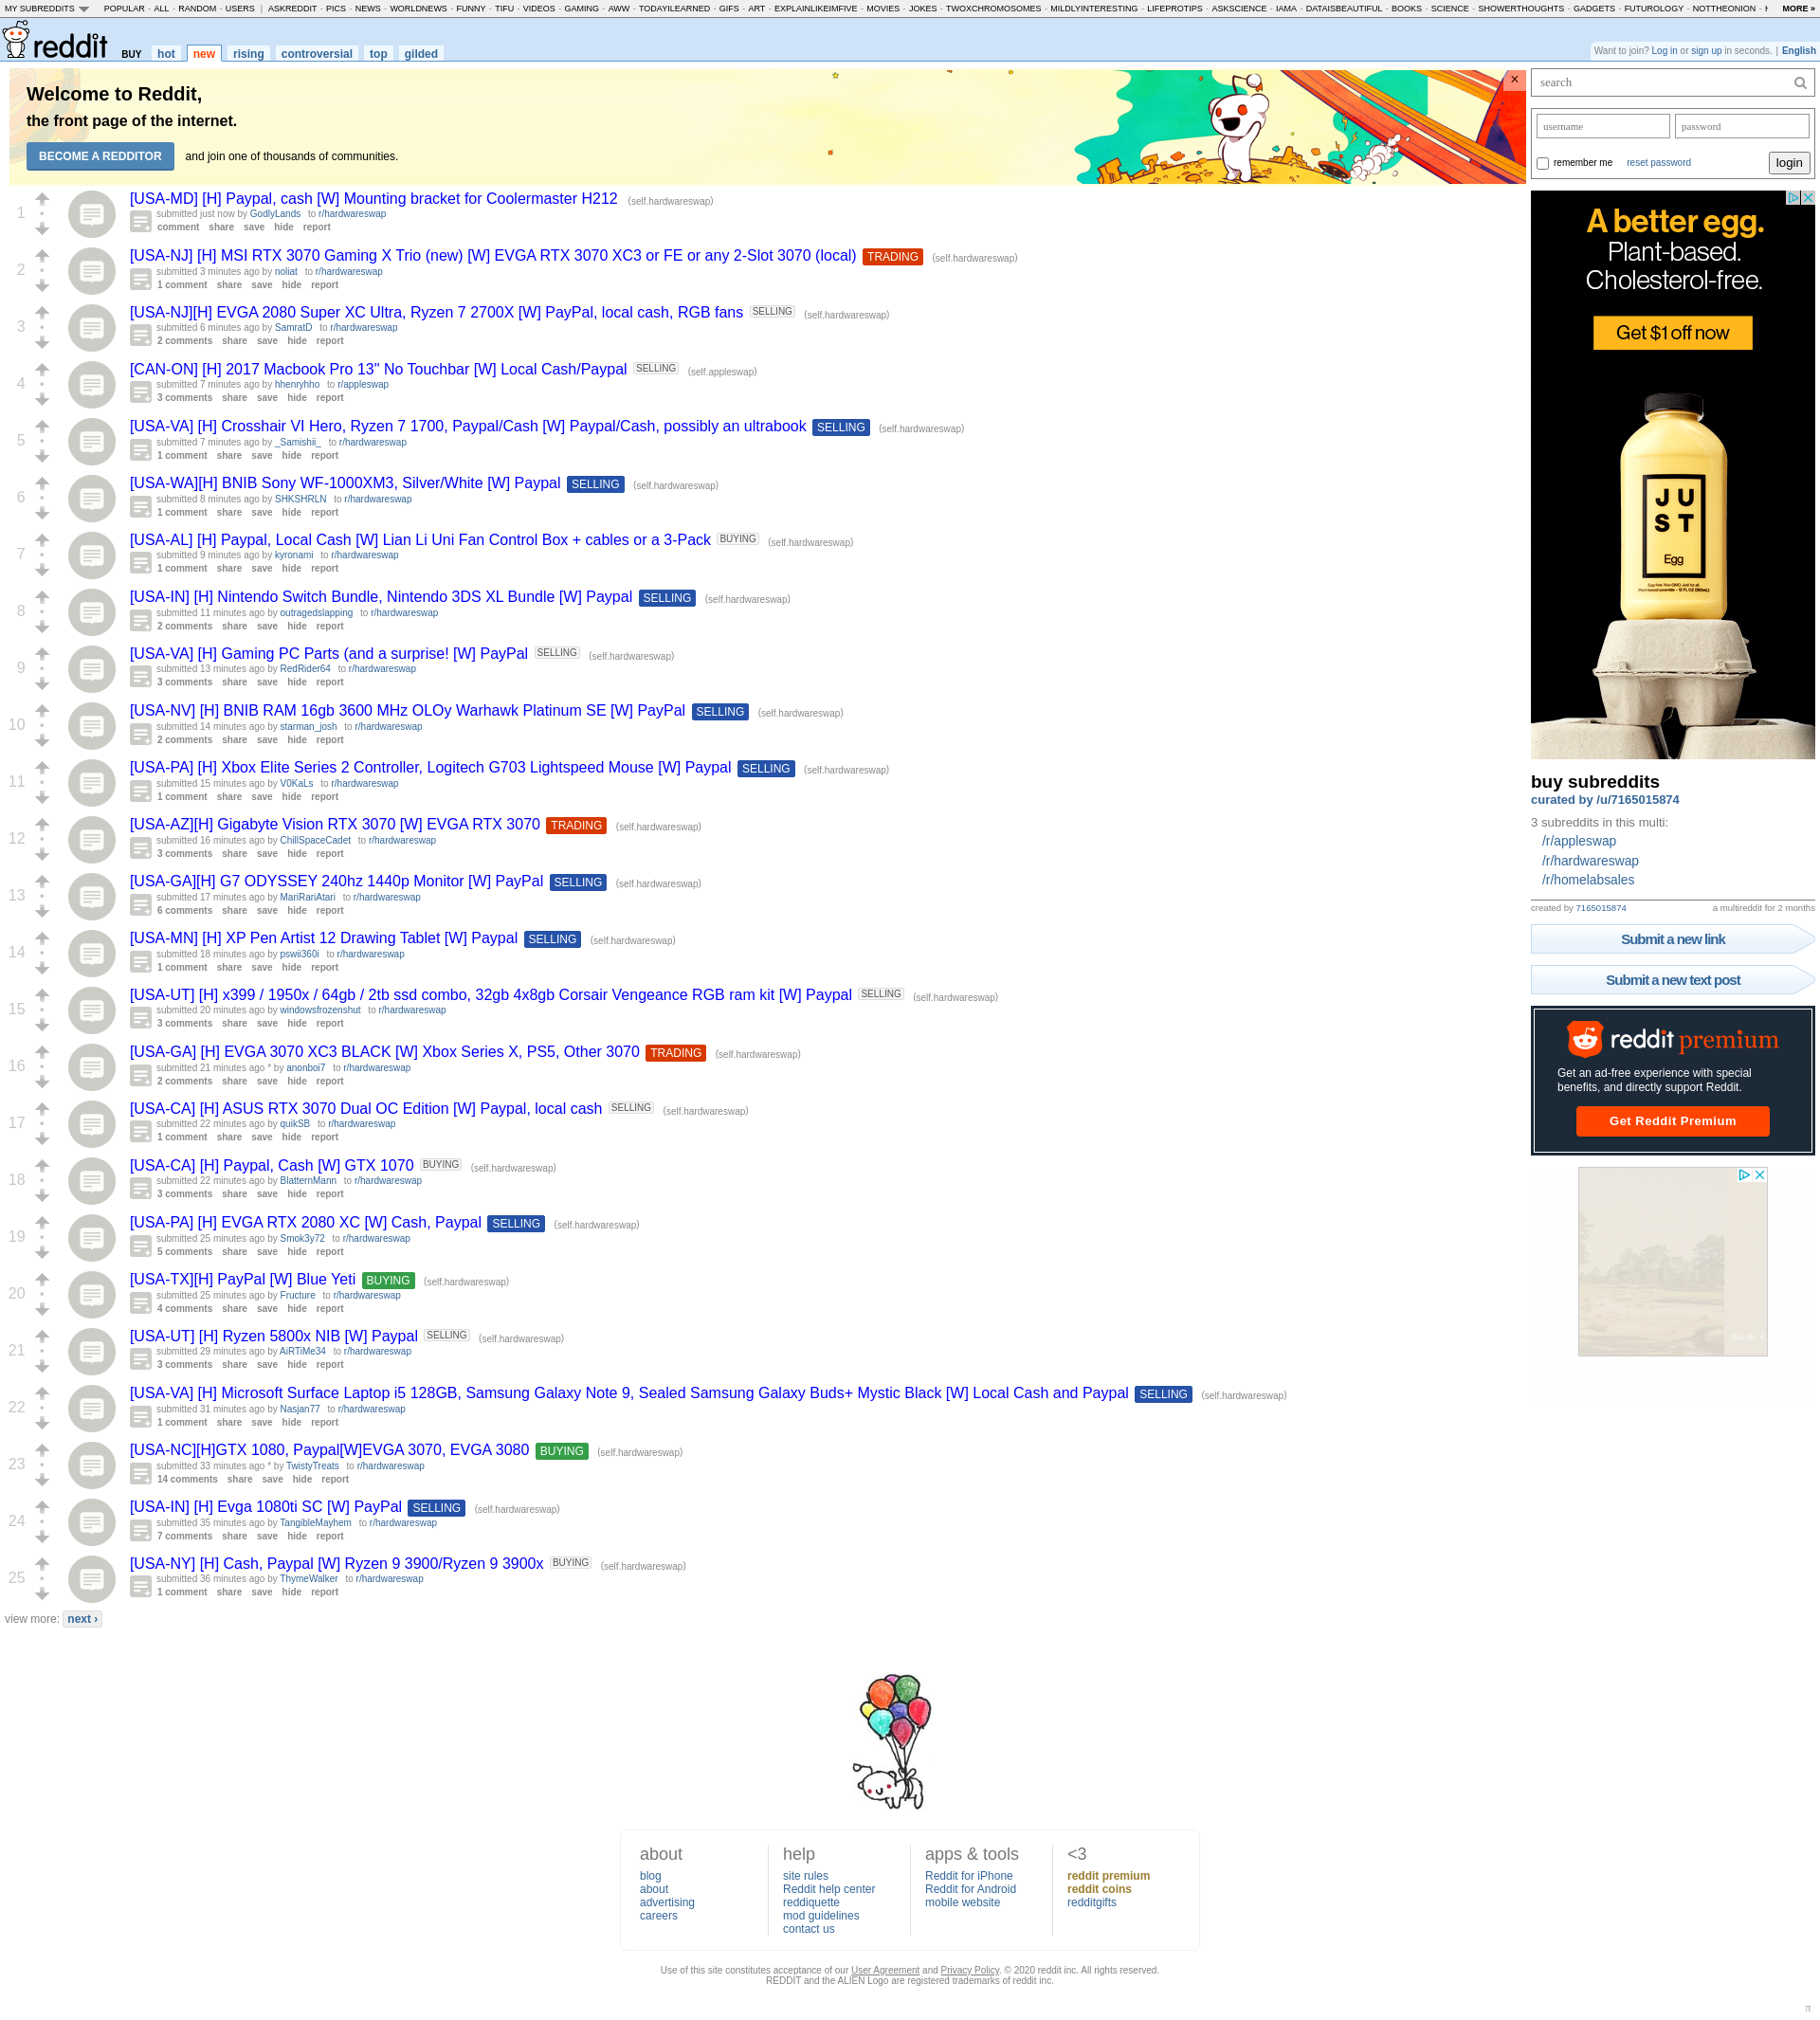 MY SUBREDDITS POPULAR - ALL - RANDOM - USERS | ASKREDDIT - PICS - NEWS - WORLDNEWS - FUNNY - TIFU - VIDEOS - GAMING - AWW - TODAYILEARNED - GIFS - ART - EXPLAINLIKEIMFIVE - MOVIES - JOKES - TWOXCHROMOSOMES - MILDLYINTERESTING - LIFEPROTIPS - ASKSCIENCE - IAMA - DATAISBEAUTIFUL - BOOKS - SCIENCE - SHOWERTHOUGHTS - GADGETS - FUTUROLOGY - NOTTHEONION - MORE »
reddit BUY hot new rising controversial top gilded
Want to join? Log in or sign up in seconds. | English
Welcome to Reddit,
the front page of the internet.
BECOME A REDDITOR and join one of thousands of communities.
×
1
[USA-MD] [H] Paypal, cash [W] Mounting bracket for Coolermaster H212 (self.hardwareswap)
submitted just now by GodlyLands to r/hardwareswap
comment share save hide report
2
[USA-NJ] [H] MSI RTX 3070 Gaming X Trio (new) [W] EVGA RTX 3070 XC3 or FE or any 2-Slot 3070 (local) TRADING (self.hardwareswap)
submitted 3 minutes ago by noliat to r/hardwareswap
1 comment share save hide report
3
[USA-NJ][H] EVGA 2080 Super XC Ultra, Ryzen 7 2700X [W] PayPal, local cash, RGB fans SELLING (self.hardwareswap)
submitted 6 minutes ago by SamratD to r/hardwareswap
2 comments share save hide report
4
[CAN-ON] [H] 2017 Macbook Pro 13" No Touchbar [W] Local Cash/Paypal SELLING (self.appleswap)
submitted 7 minutes ago by hhenryhho to r/appleswap
3 comments share save hide report
5
[USA-VA] [H] Crosshair VI Hero, Ryzen 7 1700, Paypal/Cash [W] Paypal/Cash, possibly an ultrabook SELLING (self.hardwareswap)
submitted 7 minutes ago by _Samishii_ to r/hardwareswap
1 comment share save hide report
6
[USA-WA][H] BNIB Sony WF-1000XM3, Silver/White [W] Paypal SELLING (self.hardwareswap)
submitted 8 minutes ago by SHKSHRLN to r/hardwareswap
1 comment share save hide report
7
[USA-AL] [H] Paypal, Local Cash [W] Lian Li Uni Fan Control Box + cables or a 3-Pack BUYING (self.hardwareswap)
submitted 9 minutes ago by kyronami to r/hardwareswap
1 comment share save hide report
8
[USA-IN] [H] Nintendo Switch Bundle, Nintendo 3DS XL Bundle [W] Paypal SELLING (self.hardwareswap)
submitted 11 minutes ago by outragedslapping to r/hardwareswap
2 comments share save hide report
9
[USA-VA] [H] Gaming PC Parts (and a surprise! [W] PayPal SELLING (self.hardwareswap)
submitted 13 minutes ago by RedRider64 to r/hardwareswap
3 comments share save hide report
10
[USA-NV] [H] BNIB RAM 16gb 3600 MHz OLOy Warhawk Platinum SE [W] PayPal SELLING (self.hardwareswap)
submitted 14 minutes ago by starman_josh to r/hardwareswap
2 comments share save hide report
11
[USA-PA] [H] Xbox Elite Series 2 Controller, Logitech G703 Lightspeed Mouse [W] Paypal SELLING (self.hardwareswap)
submitted 15 minutes ago by V0KaLs to r/hardwareswap
1 comment share save hide report
12
[USA-AZ][H] Gigabyte Vision RTX 3070 [W] EVGA RTX 3070 TRADING (self.hardwareswap)
submitted 16 minutes ago by ChillSpaceCadet to r/hardwareswap
3 comments share save hide report
13
[USA-GA][H] G7 ODYSSEY 240hz 1440p Monitor [W] PayPal SELLING (self.hardwareswap)
submitted 17 minutes ago by MariRariAtari to r/hardwareswap
6 comments share save hide report
14
[USA-MN] [H] XP Pen Artist 12 Drawing Tablet [W] Paypal SELLING (self.hardwareswap)
submitted 18 minutes ago by pswii360i to r/hardwareswap
1 comment share save hide report
15
[USA-UT] [H] x399 / 1950x / 64gb / 2tb ssd combo, 32gb 4x8gb Corsair Vengeance RGB ram kit [W] Paypal SELLING (self.hardwareswap)
submitted 20 minutes ago by windowsfrozenshut to r/hardwareswap
3 comments share save hide report
16
[USA-GA] [H] EVGA 3070 XC3 BLACK [W] Xbox Series X, PS5, Other 3070 TRADING (self.hardwareswap)
submitted 21 minutes ago * by anonboi7 to r/hardwareswap
2 comments share save hide report
17
[USA-CA] [H] ASUS RTX 3070 Dual OC Edition [W] Paypal, local cash SELLING (self.hardwareswap)
submitted 22 minutes ago by quikSB to r/hardwareswap
1 comment share save hide report
18
[USA-CA] [H] Paypal, Cash [W] GTX 1070 BUYING (self.hardwareswap)
submitted 22 minutes ago by BlatternMann to r/hardwareswap
3 comments share save hide report
19
[USA-PA] [H] EVGA RTX 2080 XC [W] Cash, Paypal SELLING (self.hardwareswap)
submitted 25 minutes ago by Smok3y72 to r/hardwareswap
5 comments share save hide report
20
[USA-TX][H] PayPal [W] Blue Yeti BUYING (self.hardwareswap)
submitted 25 minutes ago by Fructure to r/hardwareswap
4 comments share save hide report
21
[USA-UT] [H] Ryzen 5800x NIB [W] Paypal SELLING (self.hardwareswap)
submitted 29 minutes ago by AiRTiMe34 to r/hardwareswap
3 comments share save hide report
22
[USA-VA] [H] Microsoft Surface Laptop i5 128GB, Samsung Galaxy Note 9, Sealed Samsung Galaxy Buds+ Mystic Black [W] Local Cash and Paypal SELLING (self.hardwareswap)
submitted 31 minutes ago by Nasjan77 to r/hardwareswap
1 comment share save hide report
23
[USA-NC][H]GTX 1080, Paypal[W]EVGA 3070, EVGA 3080 BUYING (self.hardwareswap)
submitted 33 minutes ago * by TwistyTreats to r/hardwareswap
14 comments share save hide report
24
[USA-IN] [H] Evga 1080ti SC [W] PayPal SELLING (self.hardwareswap)
submitted 35 minutes ago by TangibleMayhem to r/hardwareswap
7 comments share save hide report
25
[USA-NY] [H] Cash, Paypal [W] Ryzen 9 3900/Ryzen 9 3900x BUYING (self.hardwareswap)
submitted 36 minutes ago by ThymeWalker to r/hardwareswap
1 comment share save hide report
view more: next ›
search
username password
remember me reset password login
A better egg.
Plant-based.
Cholesterol-free.
Get $1 off now
JU
ST
Egg
buy subreddits
curated by /u/7165015874
3 subreddits in this multi:
/r/appleswap
/r/hardwareswap
/r/homelabsales
created by 7165015874 a multireddit for 2 months
Submit a new link
Submit a new text post
reddit premium
Get an ad-free experience with special
benefits, and directly support Reddit.
Get Reddit Premium
about
blog
about
advertising
careers
help
site rules
Reddit help center
reddiquette
mod guidelines
contact us
apps & tools
Reddit for iPhone
Reddit for Android
mobile website
<3
reddit premium
reddit coins
redditgifts
Use of this site constitutes acceptance of our User Agreement and Privacy Policy. © 2020 reddit inc. All rights reserved.
REDDIT and the ALIEN Logo are registered trademarks of reddit inc.
π